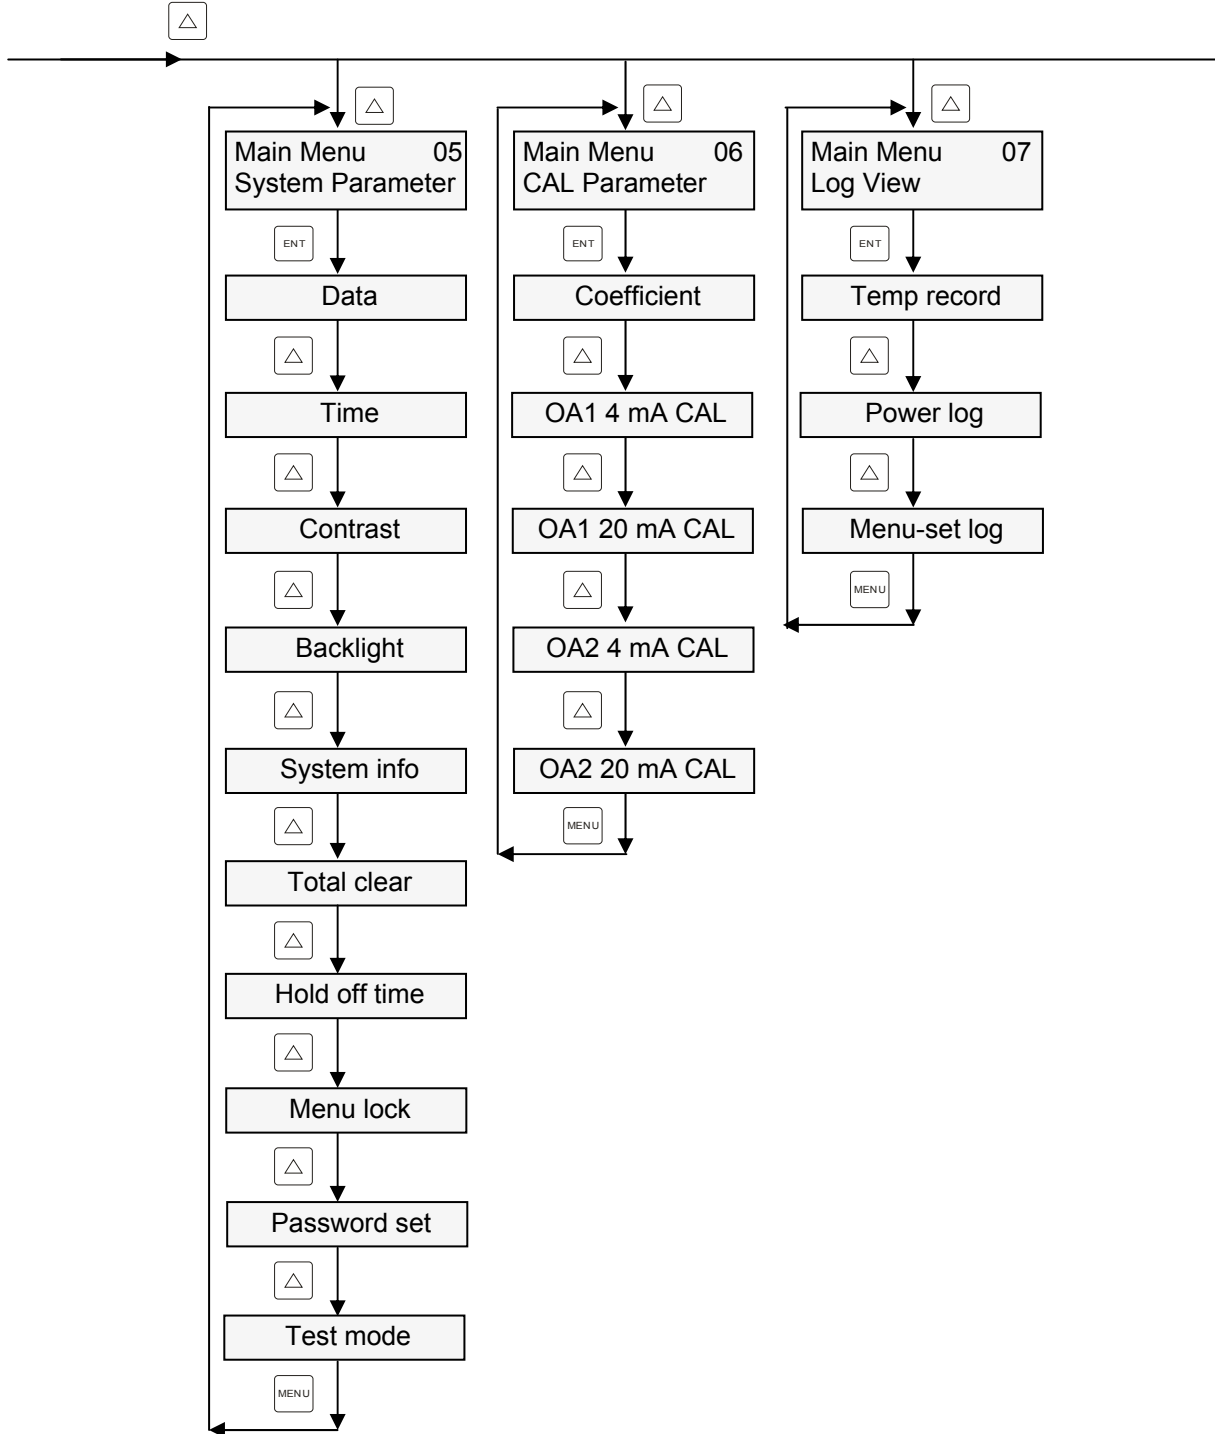 Main Menu 05
System Parameter
ENT
Data
Time
Contrast
Backlight
System info
Total clear
Hold off time
Menu lock
Password set
Test mode
MENU
Main Menu 06
CAL Parameter
ENT
Coefficient
OA1 4 mA CAL
OA1 20 mA CAL
OA2 4 mA CAL
OA2 20 mA CAL
MENU
Main Menu 07
Log View
ENT
Temp record
Power log
Menu-set log
MENU